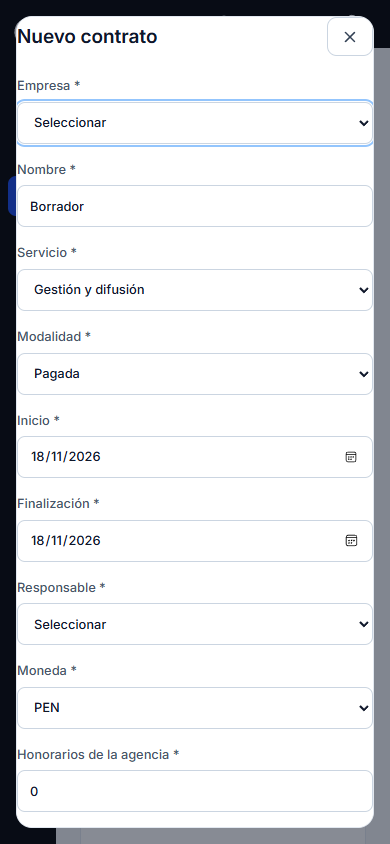 Nuevo contrato
Empresa *
Seleccionar
Nombre *
Borrador
Servicio *
Gestión y difusión
Modalidad *
Pagada
Inicio *
18/11/2026
Finalización *
18/11/2026
Responsable *
Seleccionar
Moneda *
PEN
Honorarios de la agencia *
0